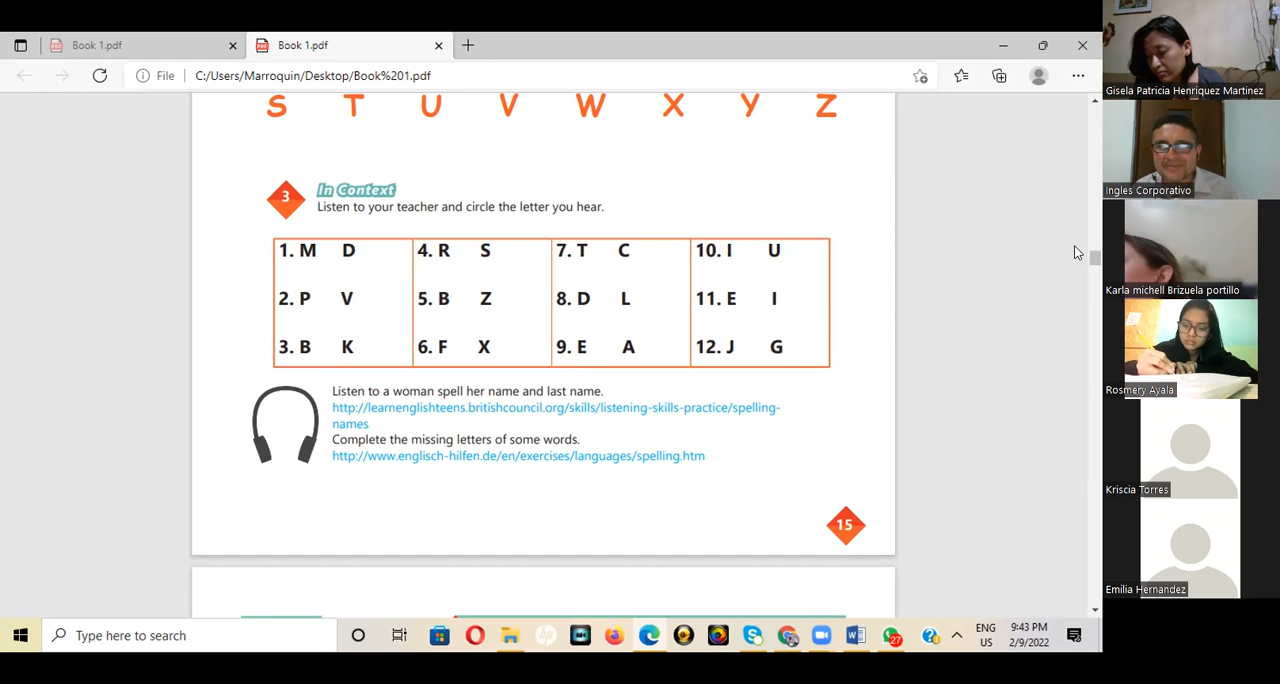 Book 1.pdf
Book 1.pdf
File
C:/Users/Marroquin/Desktop/Book%201.pdf
S T U V W X Y Z
3
In Context
Listen to your teacher and circle the letter you hear.
1. M D 4. R S 7. T C 10. I U
2. P V 5. B Z 8. D L 11. E I
3. B K 6. F X 9. E A 12. J G
Listen to a woman spell her name and last name.
http://learnenglishteens.britishcouncil.org/skills/listening-skills-practice/spelling-
names
Complete the missing letters of some words.
http://www.englisch-hilfen.de/en/exercises/languages/spelling.htm
15
Gisela Patricia Henriquez Martinez
Ingles Corporativo
Karla michell Brizuela portillo
Rosmery Ayala
Kriscia Torres
Emilia Hernandez
Type here to search
27
ENG
US
9:43 PM
2/9/2022